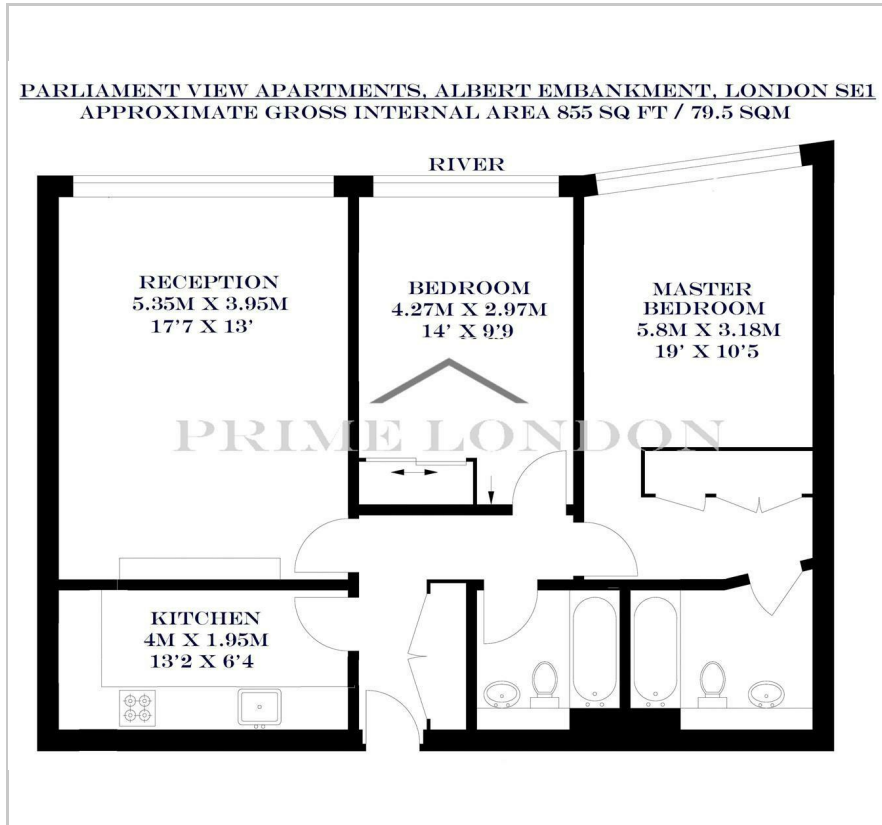 PARLIAMENT VIEW APARTMENTS, ALBERT EMBANKMENT, LONDON SE1
APPROXIMATE GROSS INTERNAL AREA 855 SQ FT / 79.5 SQM
RIVER
RECEPTION
5.35M X 3.95M
17'7 X 13'
BEDROOM
4.27M X 2.97M
14' X 9'9
MASTER
BEDROOM
5.8M X 3.18M
19' X 10'5
PRIME LONDON
KITCHEN
4M X 1.95M
13'2 X 6'4